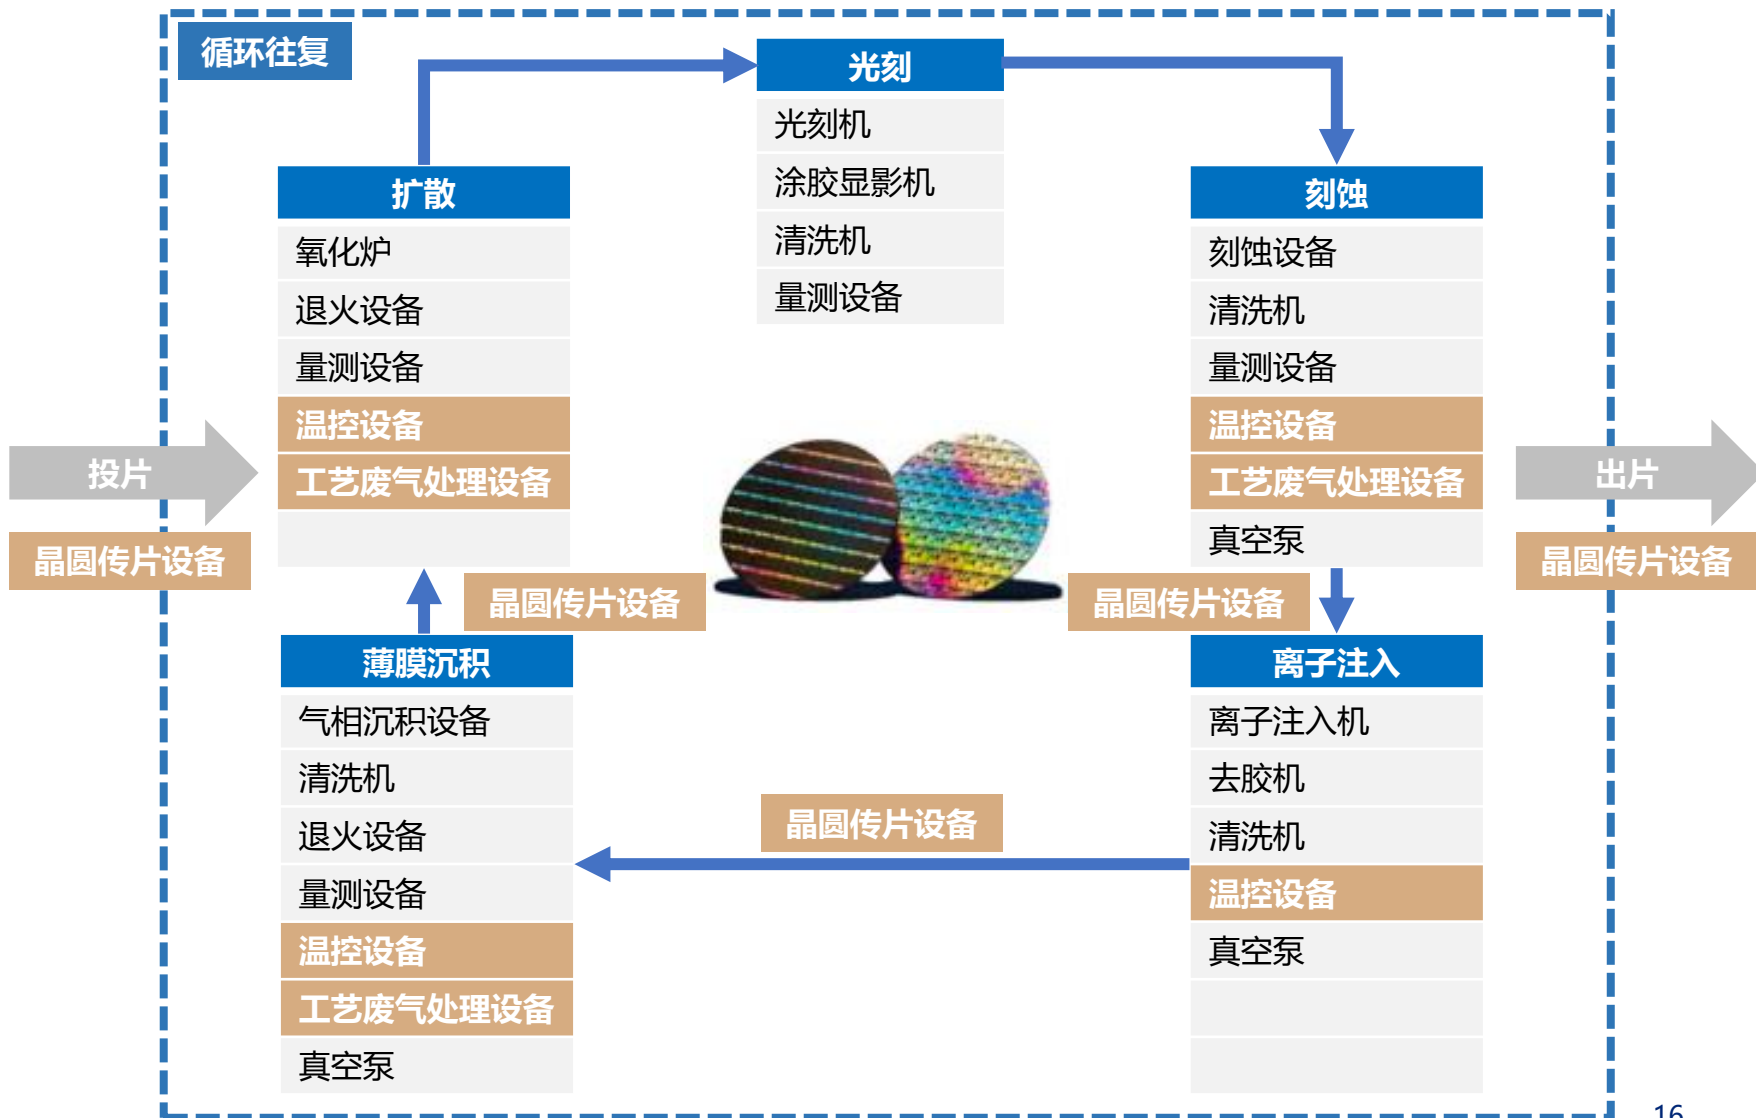 循环往复
光刻
光刻机
涂胶显影机
清洗机
量测设备
扩散
氧化炉
退火设备
量测设备
温控设备
工艺废气处理设备
刻蚀
刻蚀设备
清洗机
量测设备
温控设备
工艺废气处理设备
真空泵
投片
晶圆传片设备
出片
晶圆传片设备
晶圆传片设备
晶圆传片设备
薄膜沉积
气相沉积设备
清洗机
退火设备
量测设备
温控设备
工艺废气处理设备
真空泵
晶圆传片设备
离子注入
离子注入机
去胶机
清洗机
温控设备
真空泵
16